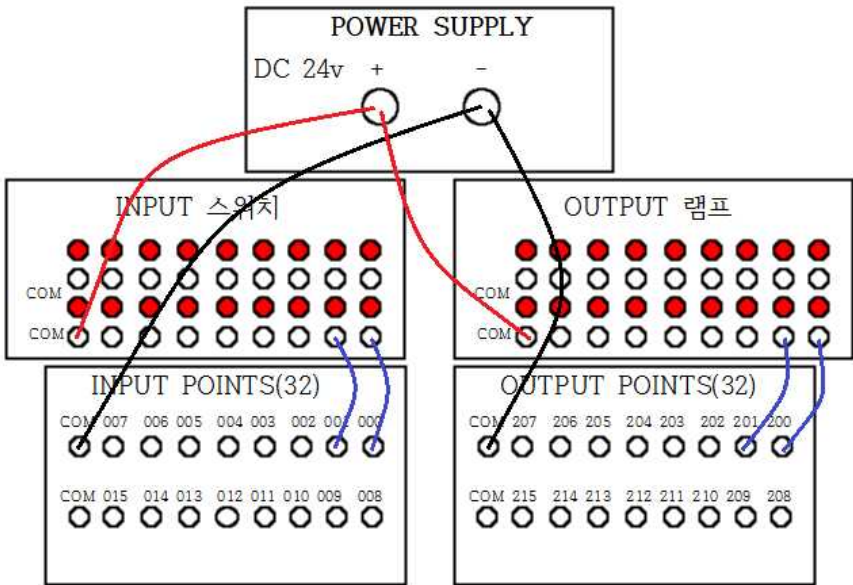 POWER SUPPLY
DC 24v + -
INPUT 스위치
COM
COM
OUTPUT 램프
COM
COM
INPUT POINTS(32)
COM 007 006 005 004 003 002 00 000
COM 015 014 013 012 011 010 009 008
OUTPUT POINTS(32)
COM 207 206 205 204 203 202 201 200
COM 215 214 213 212 211 210 209 208